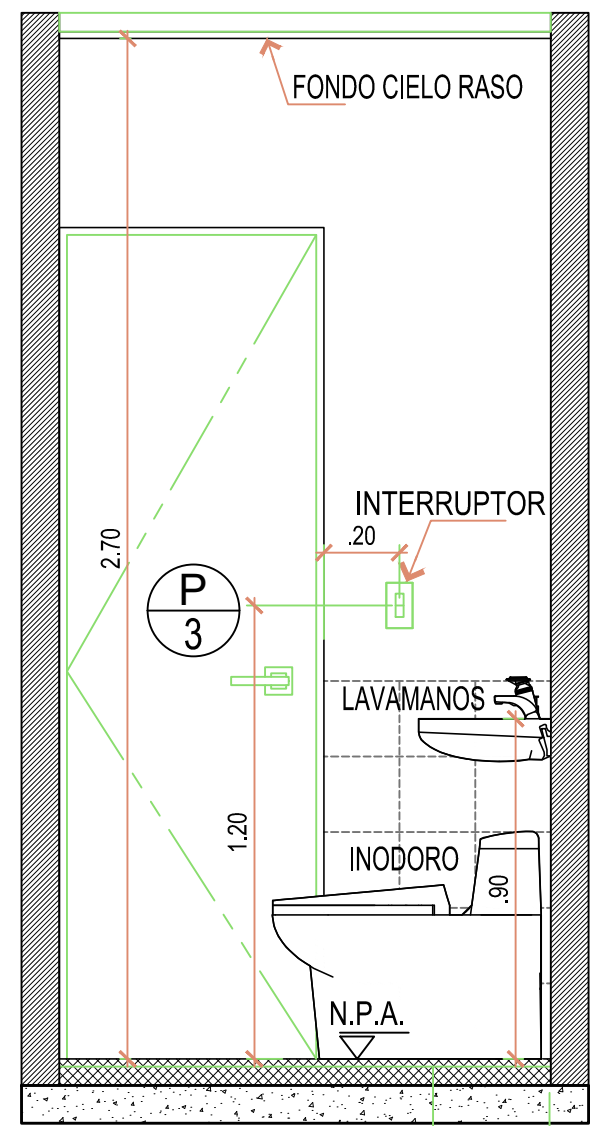 FONDO CIELO RASO
INTERRUPTOR
.20
2.70
P
3
LAVAMANOS
1.20
INODORO
.90
N.P.A.